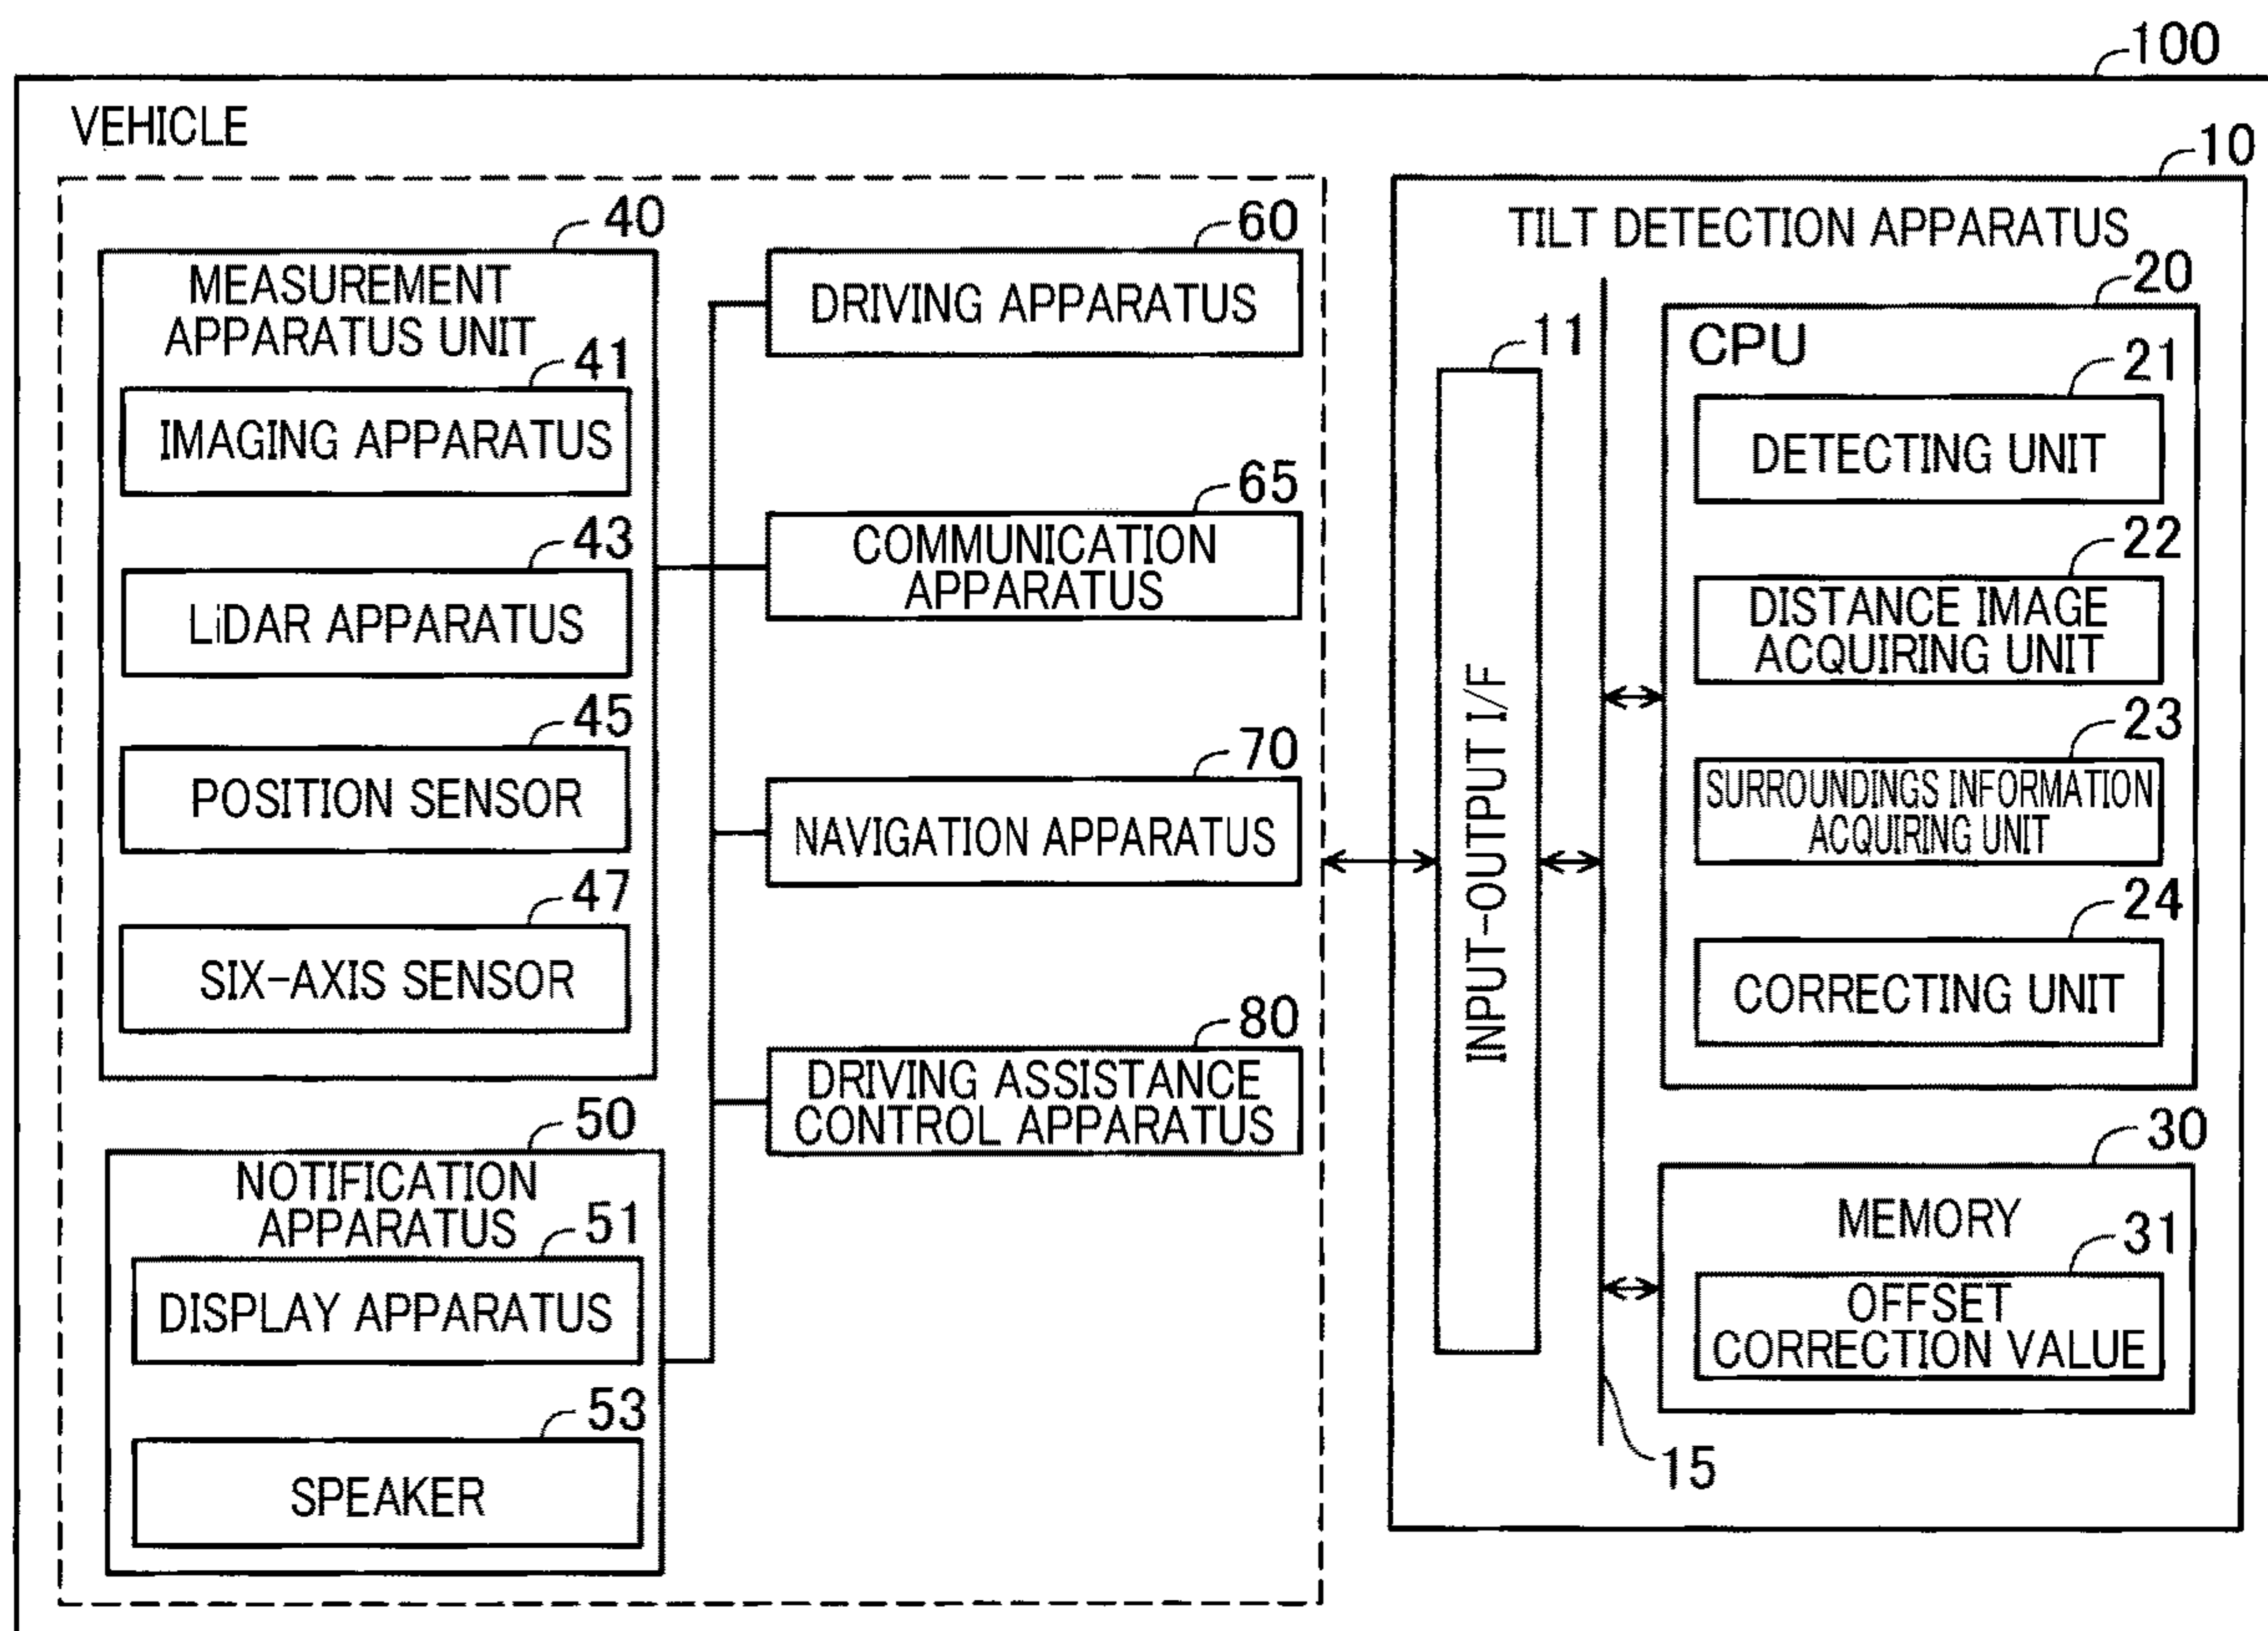 100
VEHICLE
10
40
MEASUREMENT
APPARATUS UNIT
41
IMAGING APPARATUS
43
LiDAR APPARATUS
45
POSITION SENSOR
47
SIX-AXIS SENSOR
50
NOTIFICATION
APPARATUS
51
DISPLAY APPARATUS
53
SPEAKER
60
DRIVING APPARATUS
65
COMMUNICATION
APPARATUS
70
NAVIGATION APPARATUS
80
DRIVING ASSISTANCE
CONTROL APPARATUS
TILT DETECTION APPARATUS
11
INPUT-OUTPUT I/F
20
CPU
21
DETECTING UNIT
22
DISTANCE IMAGE
ACQUIRING UNIT
23
SURROUNDINGS INFORMATION
ACQUIRING UNIT
24
CORRECTING UNIT
30
MEMORY
31
OFFSET
CORRECTION VALUE
15